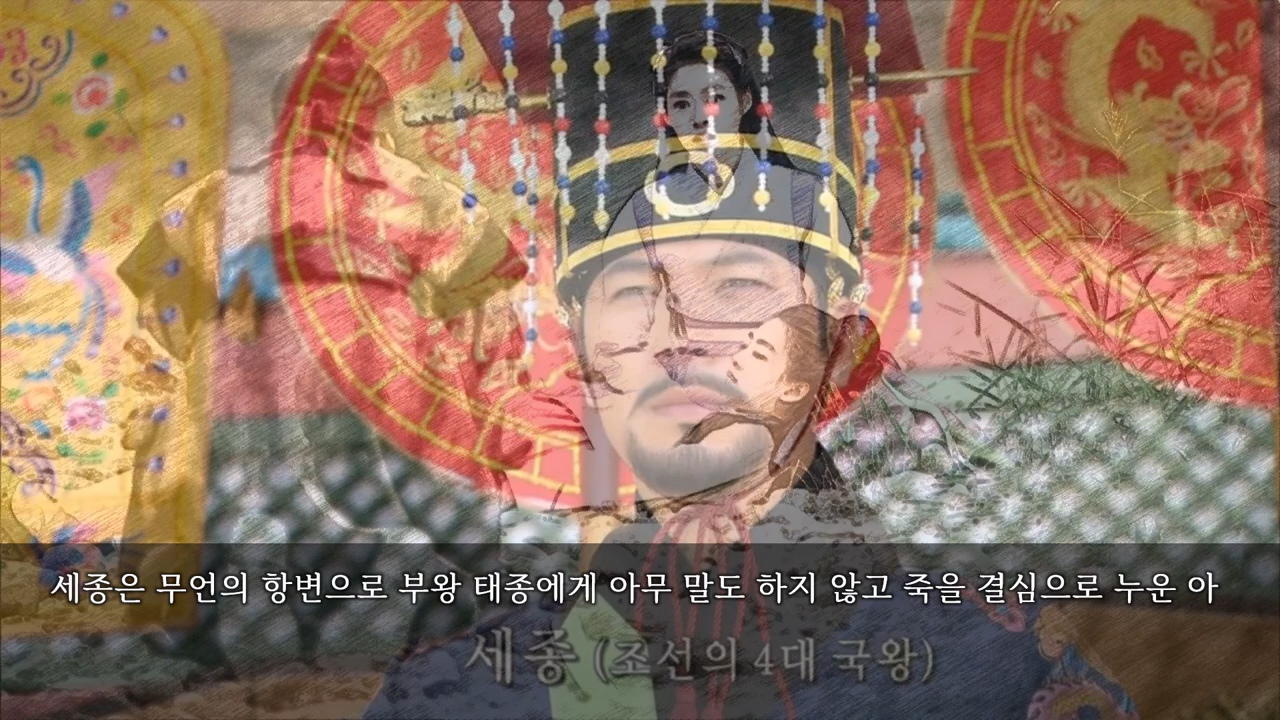 세종은 무언의 항변으로 부왕 태종에게 아무 말도 하지 않고 죽을 결심으로 누운 아
세종 (조선의 4대 국왕)